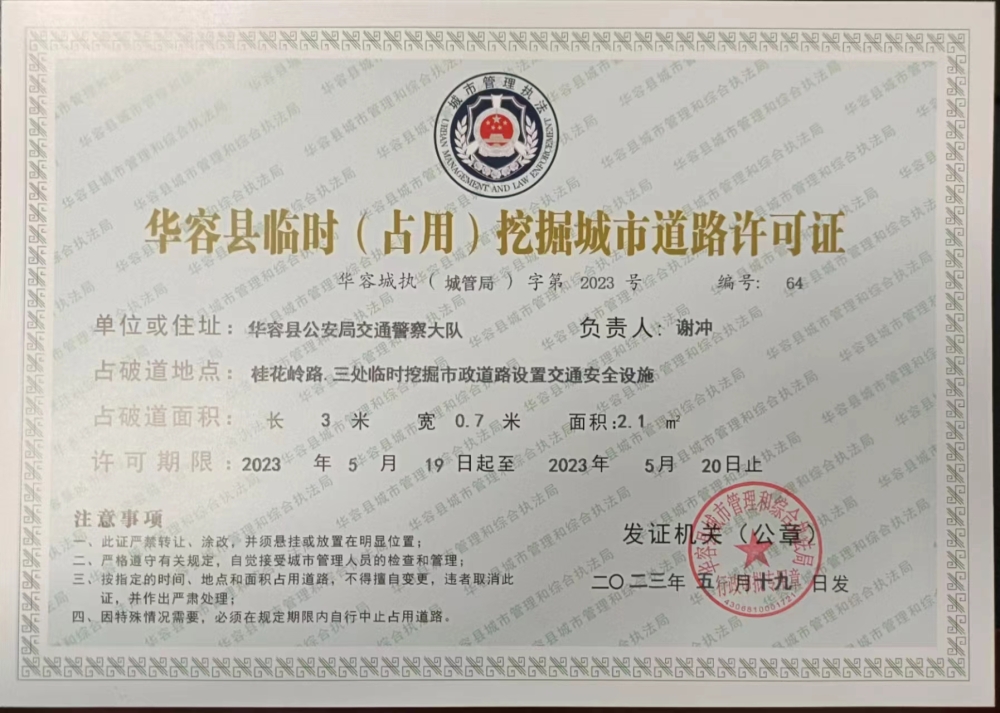 城市管理执法
URBAN MANAGEMENT AND LAW ENFORCEMENT
华容县临时（占用）挖掘城市道路许可证
华容城执（ 城管局 ）字第 2023 号 编号： 64
单位或住址：华容县公安局交通警察大队 负责人：谢冲
占破道地点：桂花岭路.三处临时挖掘市政道路设置交通安全设施
占破道面积： 长 3 米 宽 0.7 米 面积:2.1 ㎡
许可期限：2023 年 5 月 19 日起至 2023年 5月 20日止
注意事项
一、此证严禁转让、涂改，并须悬挂或放置在明显位置；
二、严格遵守有关规定，自觉接受城市管理人员的检查和管理；
三、按指定的时间、地点和面积占用道路，不得擅自变更，违者取消此
证，并作出严肃处理；
四、因特殊情况需要，必须在规定期限内自行中止占用道路。
发证机关（公章）
二〇二三年 五 月十九 日发
华容县城市管理和综合执法局